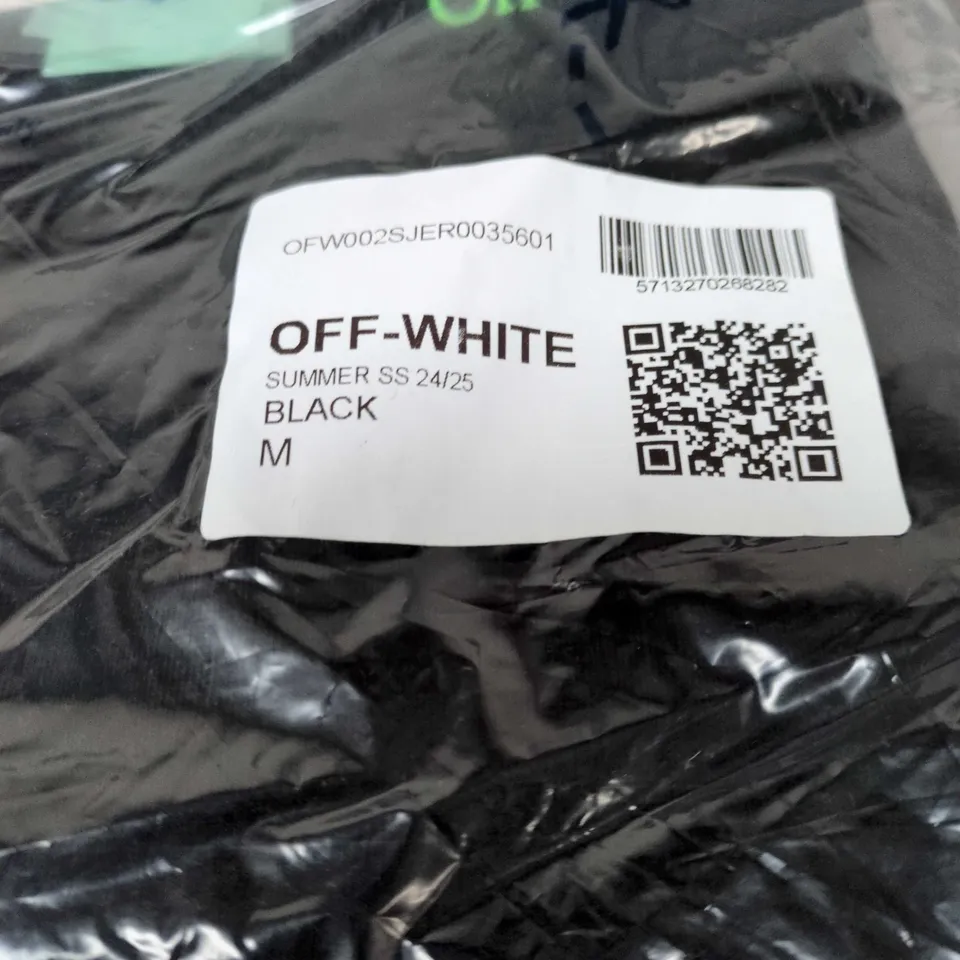 OFW002SJER0035601
5713270268282
OFF-WHITE
SUMMER SS 24/25
BLACK
M